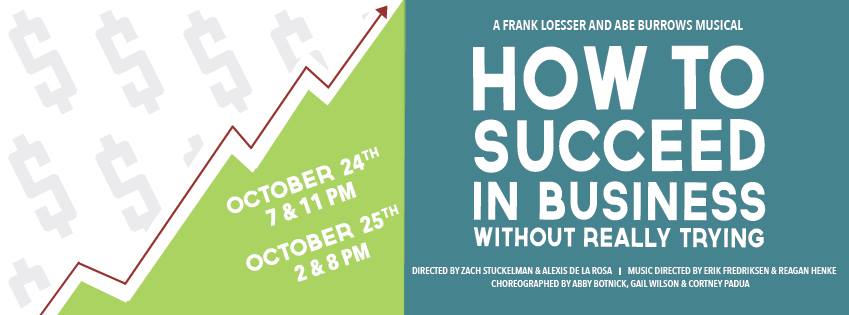 OCTOBER 24TH
7 & 11 PM
OCTOBER 25TH
2 & 8 PM
A FRANK LOESSER AND ABE BURROWS MUSICAL
HOW TO
SUCCEED
IN BUSINESS
WITHOUT REALLY TRYING
DIRECTED BY ZACH STUCKELMAN & ALEXIS DE LA ROSA | MUSIC DIRECTED BY ERIK FREDRIKSEN & REAGAN HENKE
CHOREOGRAPHED BY ABBY BOTNICK, GAIL WILSON & CORTNEY PADUA